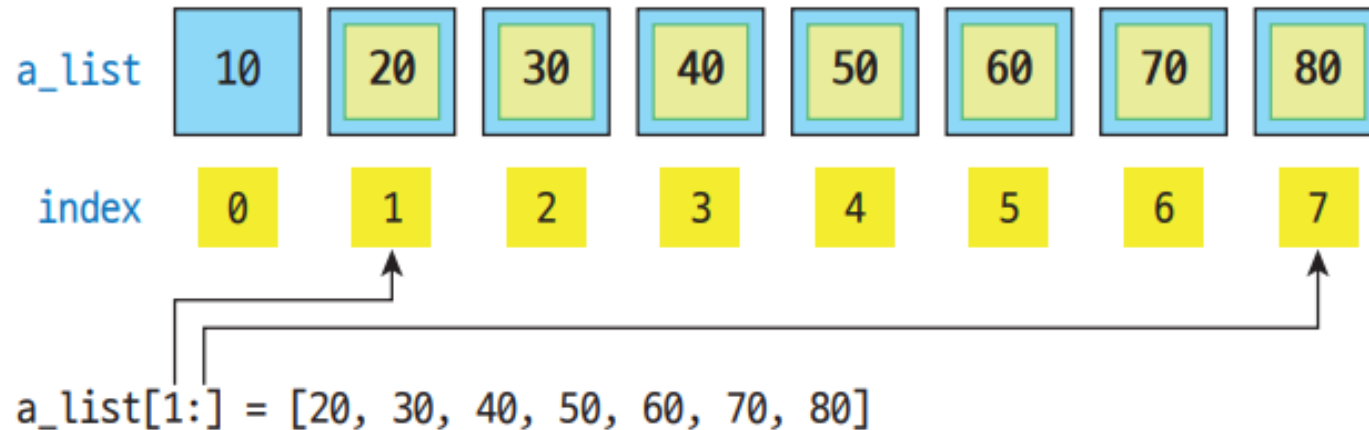 a_list 10 20 30 40 50 60 70 80
index 0 1 2 3 4 5 6 7
a_list[1:] = [20, 30, 40, 50, 60, 70, 80]